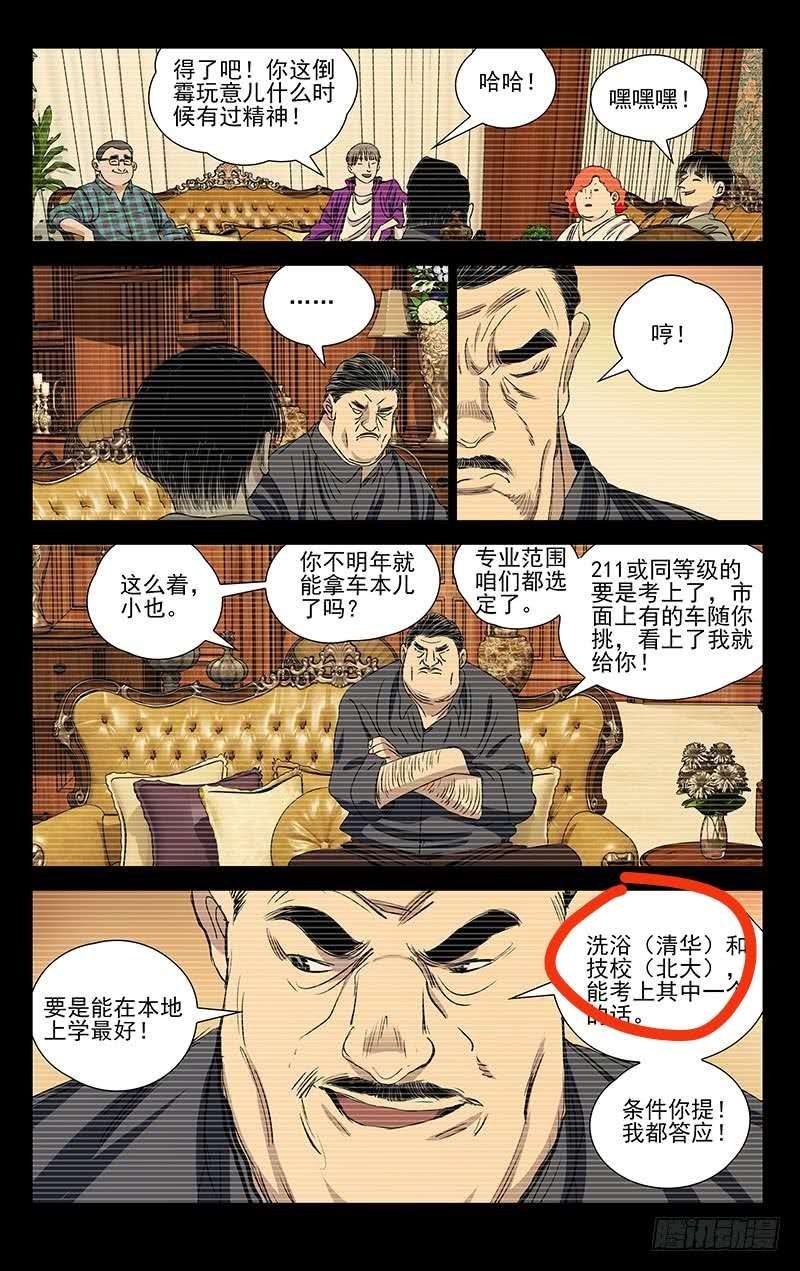 得了吧！你这倒
霉玩意儿什么时
候有过精神！
哈哈！
嘿嘿嘿！
……
哼！
这么着，
小也。
你不明年就
能拿车本儿
了吗？
专业范围
咱们都选
定了。
211或同等级的
要是考上了，市
面上有的车随你
挑，看上了我就
给你！
要是能在本地
上学最好！
洗浴（清华）和
技校（北大），
能考上其中一个
的话。
条件你提！
我都答应！
腾讯动漫